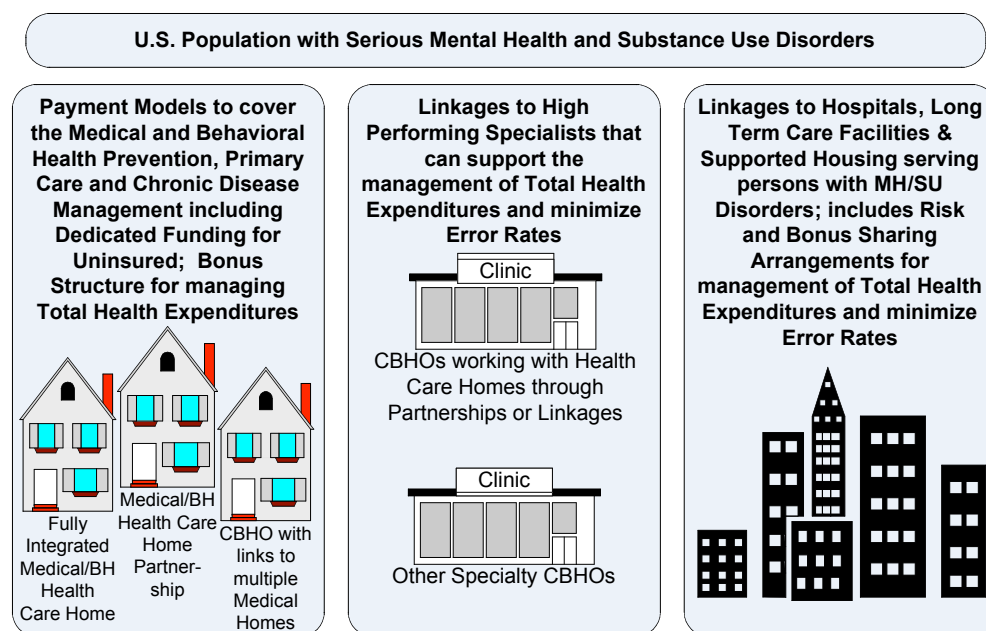 U.S. Population with Serious Mental Health and Substance Use Disorders
Payment Models to cover
the Medical and Behavioral
Health Prevention, Primary
Care and Chronic Disease
Management including
Dedicated Funding for
Uninsured;  Bonus
Structure for managing
Total Health Expenditures
Fully
Integrated
Medical/BH
Health
Care Home
Medical/BH
Health Care
Home
Partner-
ship
CBHO with
links to
multiple
Medical
Homes
Linkages to High
Performing Specialists that
can support the
management of Total Health
Expenditures and minimize
Error Rates
Clinic
CBHOs working with Health
Care Homes through
Partnerships or Linkages
Clinic
Other Specialty CBHOs
Linkages to Hospitals, Long
Term Care Facilities &
Supported Housing serving
persons with MH/SU
Disorders; includes Risk
and Bonus Sharing
Arrangements for
management of Total Health
Expenditures and minimize
Error Rates